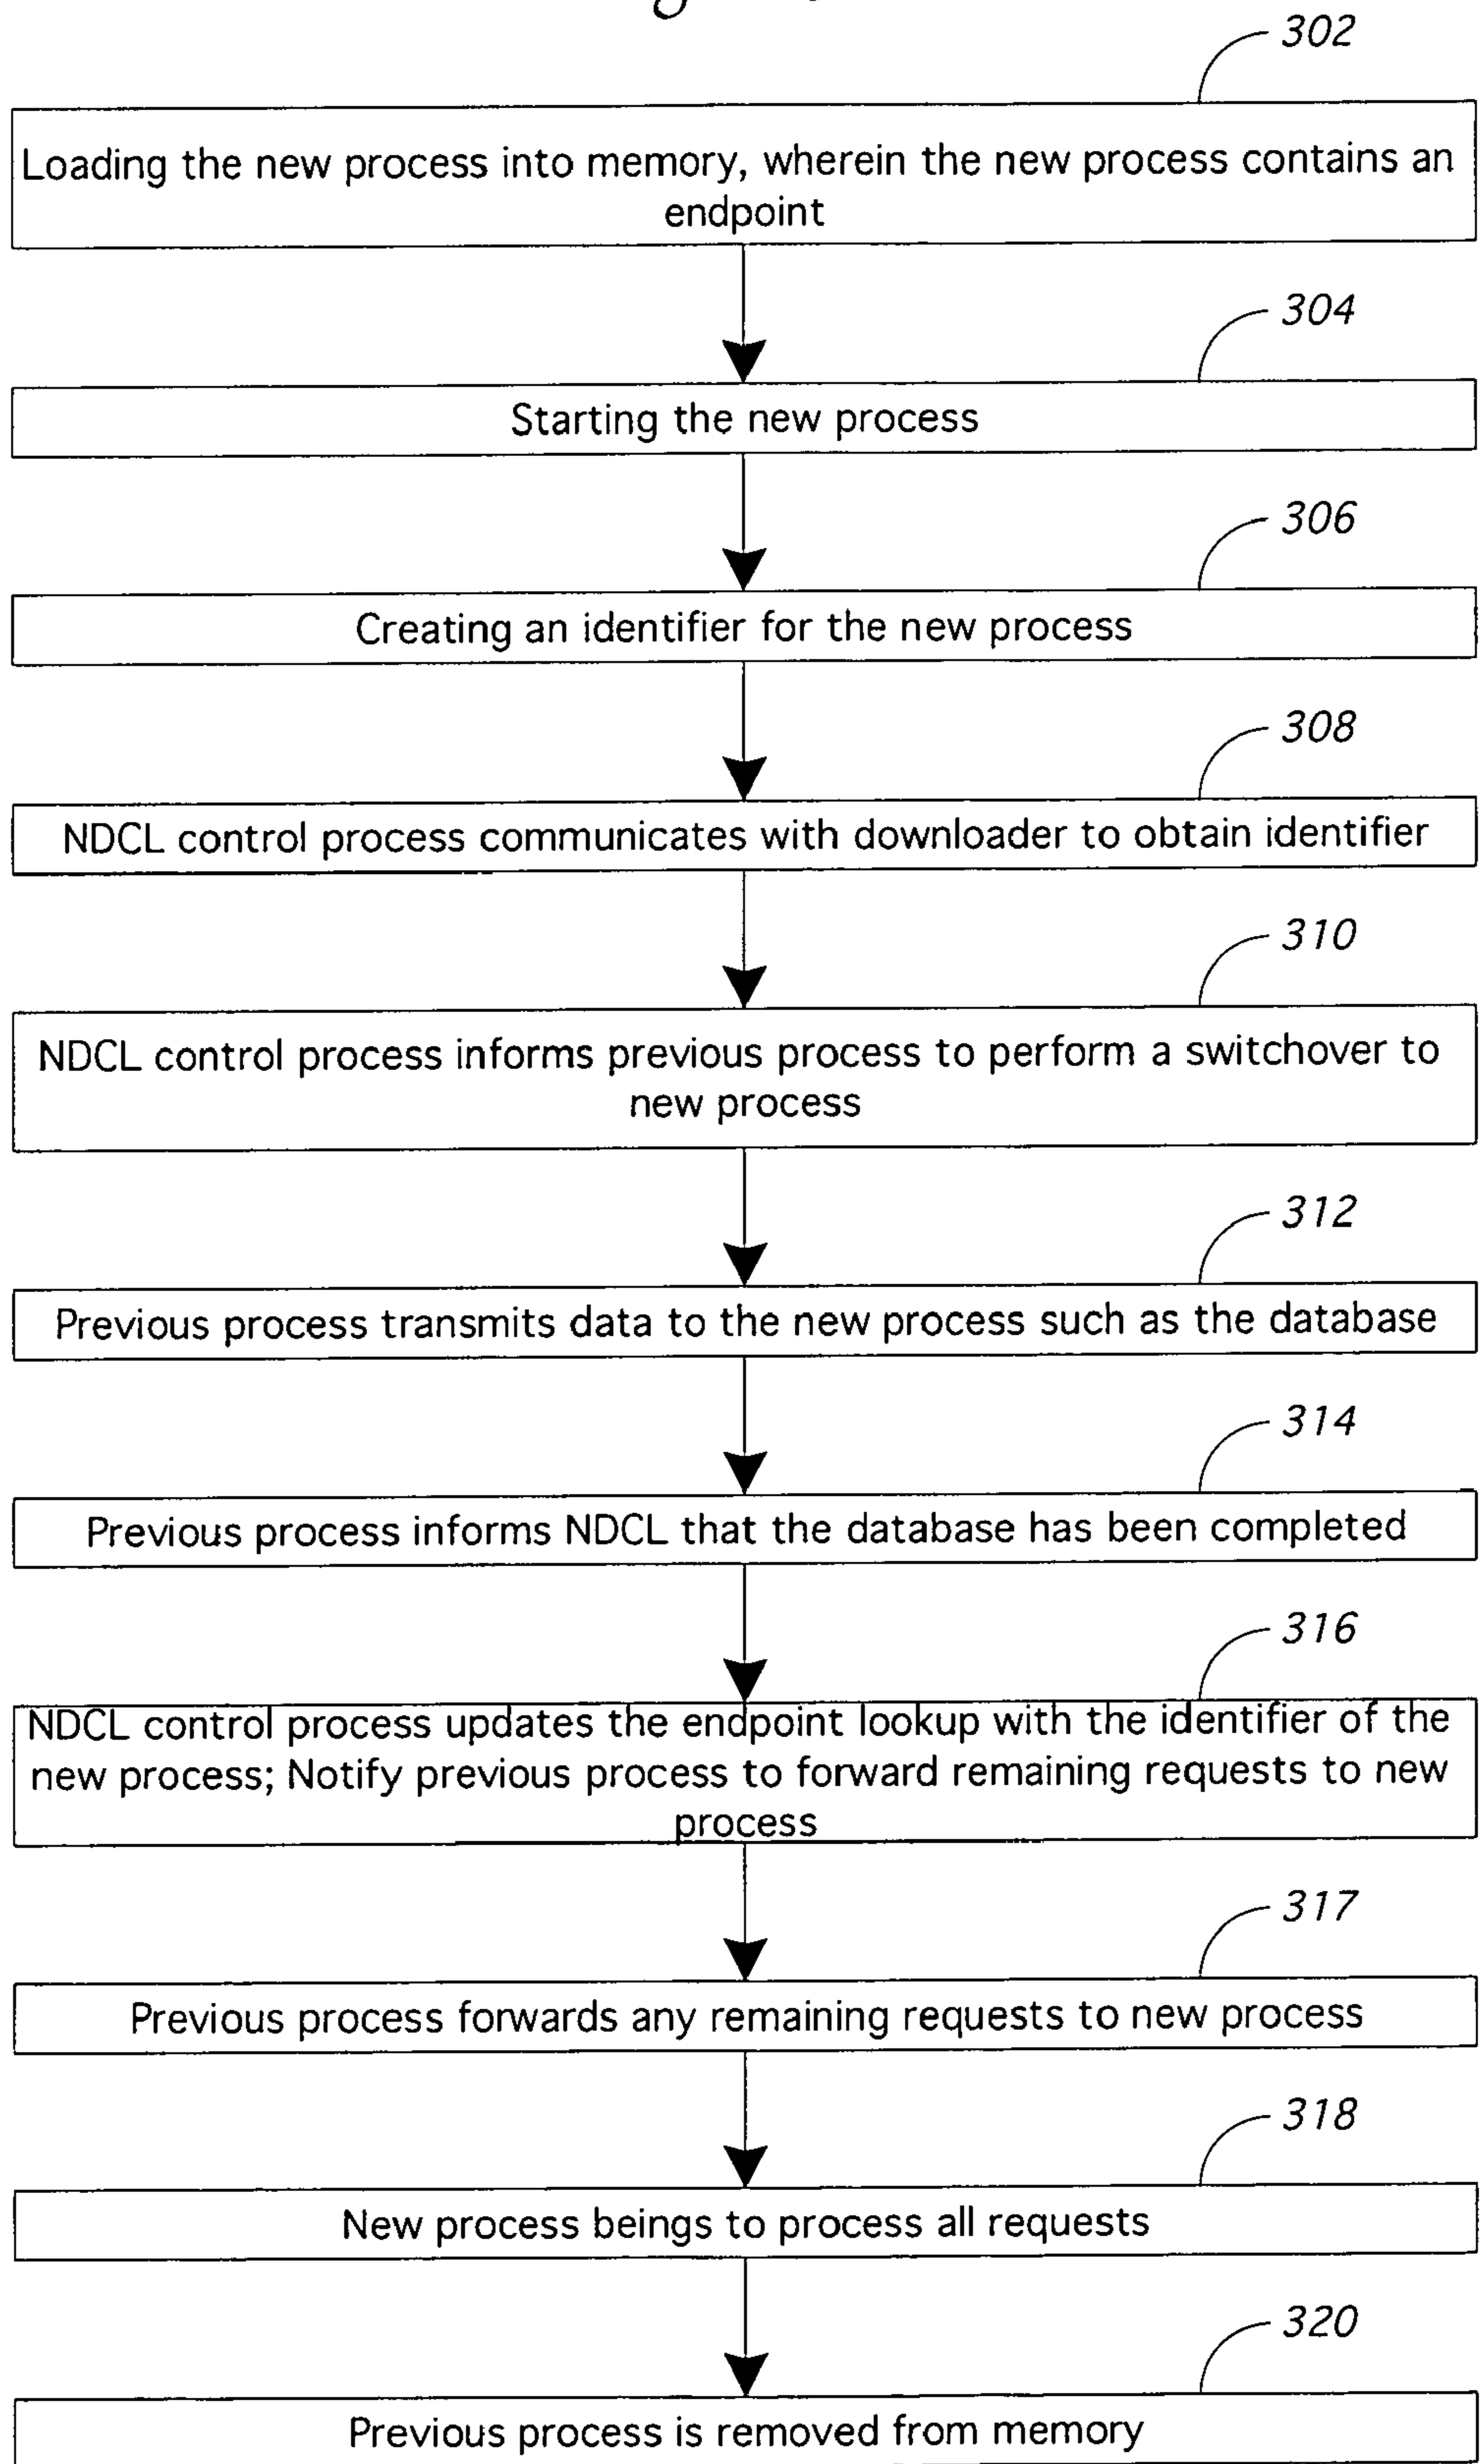 302
Loading the new process into memory, wherein the new process contains an
endpoint
304
Starting the new process
306
Creating an identifier for the new process
308
NDCL control process communicates with downloader to obtain identifier
310
NDCL control process informs previous process to perform a switchover to
new process
312
Previous process transmits data to the new process such as the database
314
Previous process informs NDCL that the database has been completed
316
NDCL control process updates the endpoint lookup with the identifier of the
new process; Notify previous process to forward remaining requests to new
process
317
Previous process forwards any remaining requests to new process
318
New process beings to process all requests
320
Previous process is removed from memory